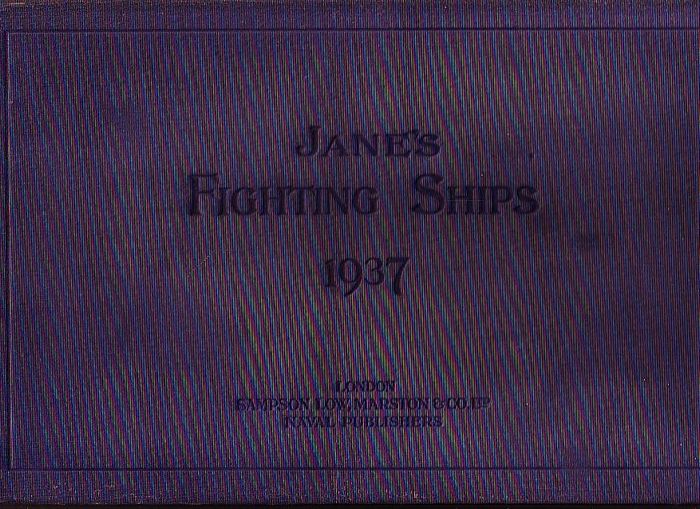 JANE'S
FIGHTING SHIPS
1937
LONDON
SAMPSON LOW, MARSTON & CO. LTD
NAVAL PUBLISHERS